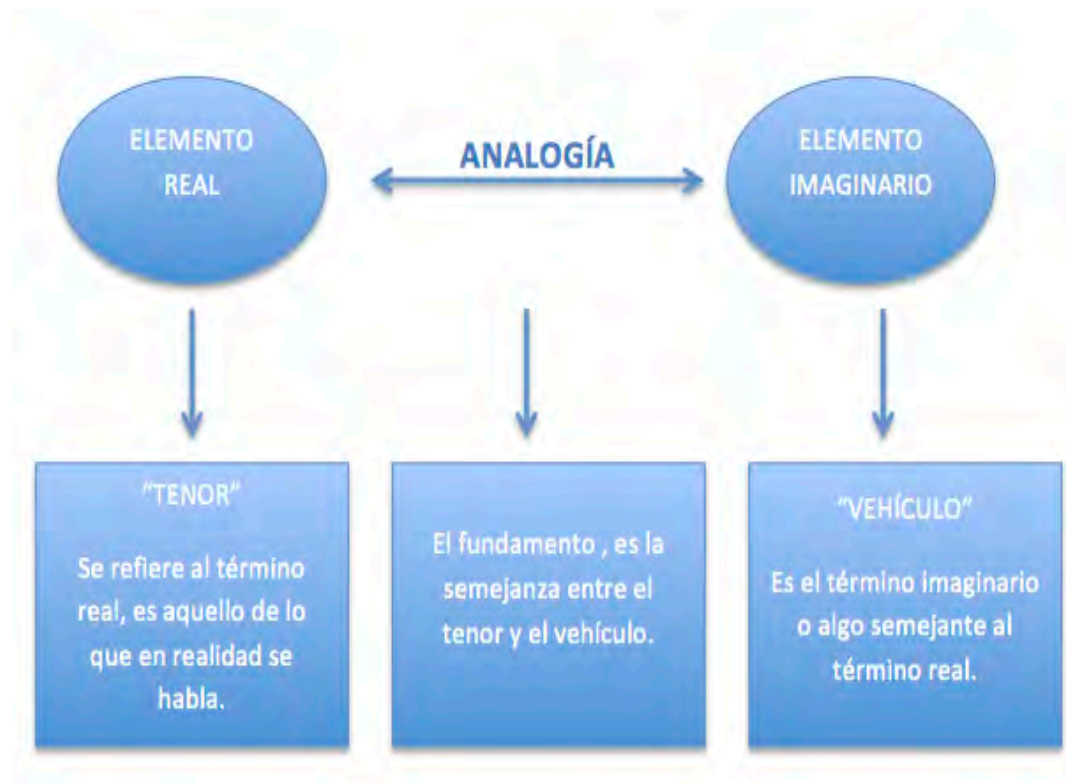 ELEMENTO
REAL
ANALOGÍA
ELEMENTO
IMAGINARIO
"TENOR"
Se refiere al término
real, es aquello de lo
que en realidad se
habla.
El fundamento , es la
semejanza entre el
tenor y el vehículo.
"VEHÍCULO"
Es el término imaginario
o algo semejante al
término real.